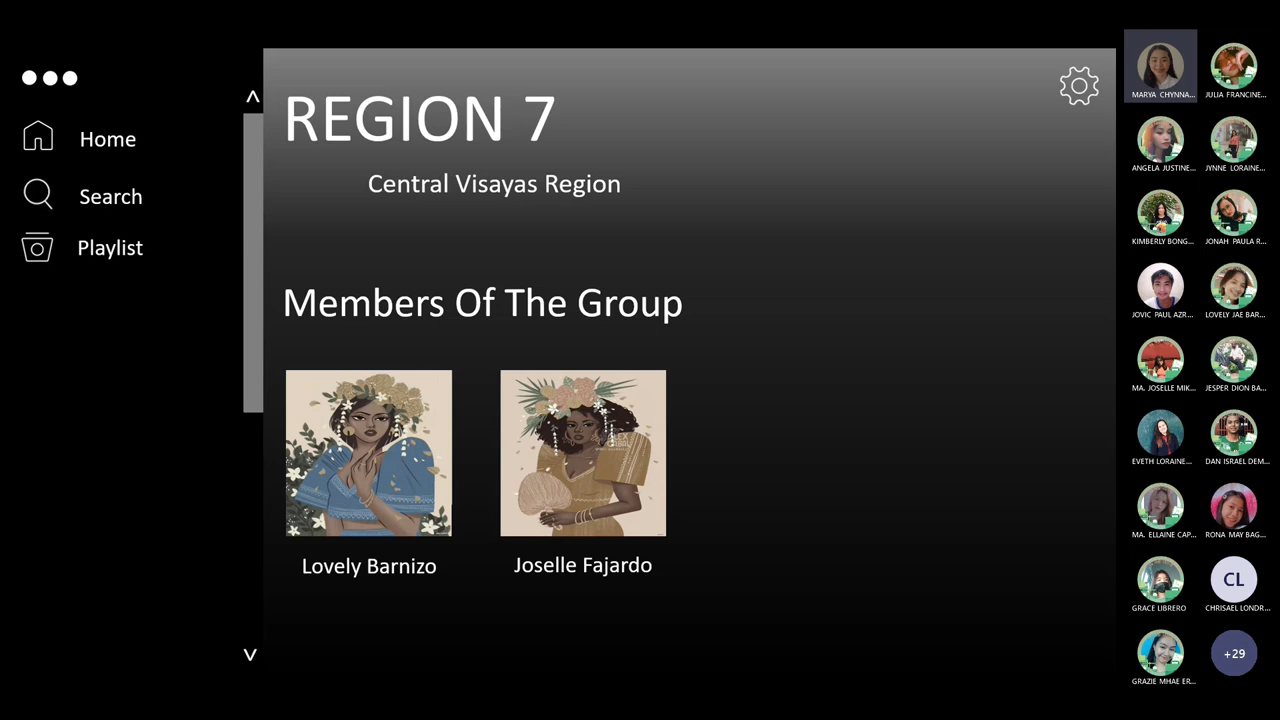 Home
Search
Playlist
REGION 7
Central Visayas Region
Members Of The Group
Lovely Barnizo
Joselle Fajardo
MARYA CHYNNA...
JULIA FRANCINE...
ANGELA JUSTINE...
JYNNE LORAINE...
KIMBERLY BONG...
JONAH PAULA R...
JOVIC PAUL AZR...
LOVELY JAE BAR...
MA. JOSELLE MIK...
JESPER DION BA...
EVETH LORAINE...
DAN ISRAEL DEM...
MA. ELLAINE CAP...
RONA MAY BAG...
GRACE LIBRERO
CL
CHRISAEL LONDR...
GRAZIE MHAE ER...
+29